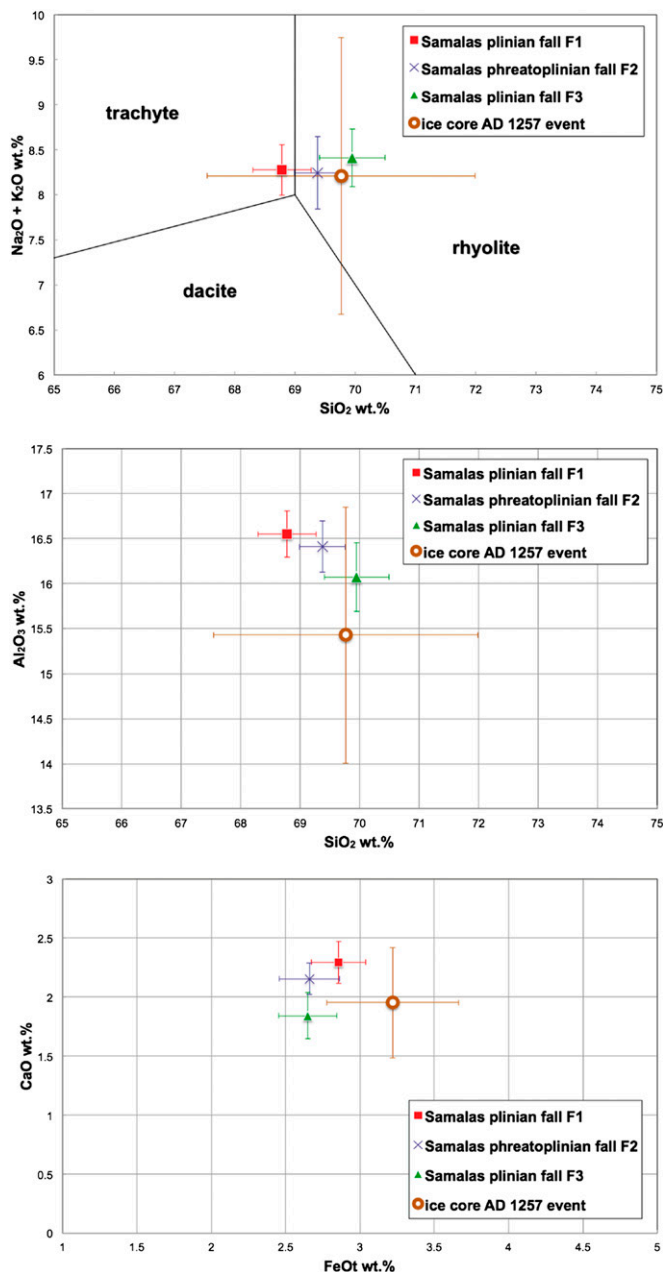 Na₂O + K₂O wt.%
10
9.5
9
8.5
8
7.5
7
6.5
6
trachyte
dacite
rhyolite
Samalas plinian fall F1
Samalas phreatoplinian fall F2
Samalas plinian fall F3
ice core AD 1257 event
65 66 67 68 69 70 71 72 73 74 75
SiO₂ wt.%
Al₂O₃ wt.%
17.5
17
16.5
16
15.5
15
14.5
14
13.5
Samalas plinian fall F1
Samalas phreatoplinian fall F2
Samalas plinian fall F3
ice core AD 1257 event
65 66 67 68 69 70 71 72 73 74 75
SiO₂ wt.%
CaO wt.%
3
2.5
2
1.5
1
0.5
0
Samalas plinian fall F1
Samalas phreatoplinian fall F2
Samalas plinian fall F3
ice core AD 1257 event
1 1.5 2 2.5 3 3.5 4 4.5 5
FeOt wt.%